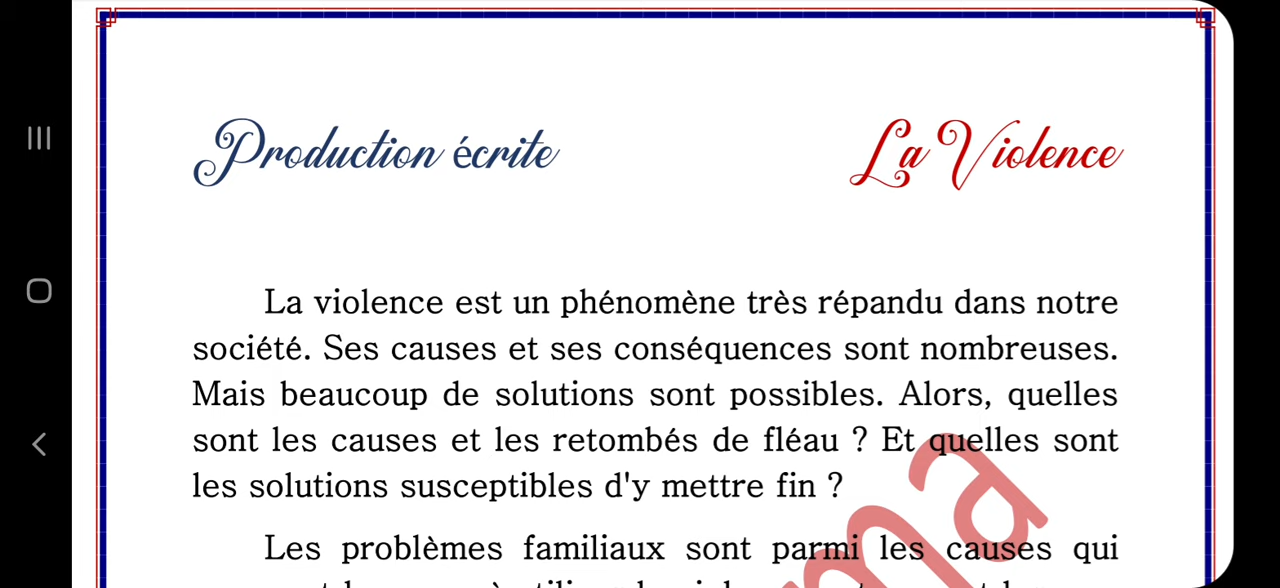 Production écrite
La Violence
La violence est un phénomène très répandu dans notre
société. Ses causes et ses conséquences sont nombreuses.
Mais beaucoup de solutions sont possibles. Alors, quelles
sont les causes et les retombés de fléau ? Et quelles sont
les solutions susceptibles d'y mettre fin ?
Les problèmes familiaux sont parmi les causes qui